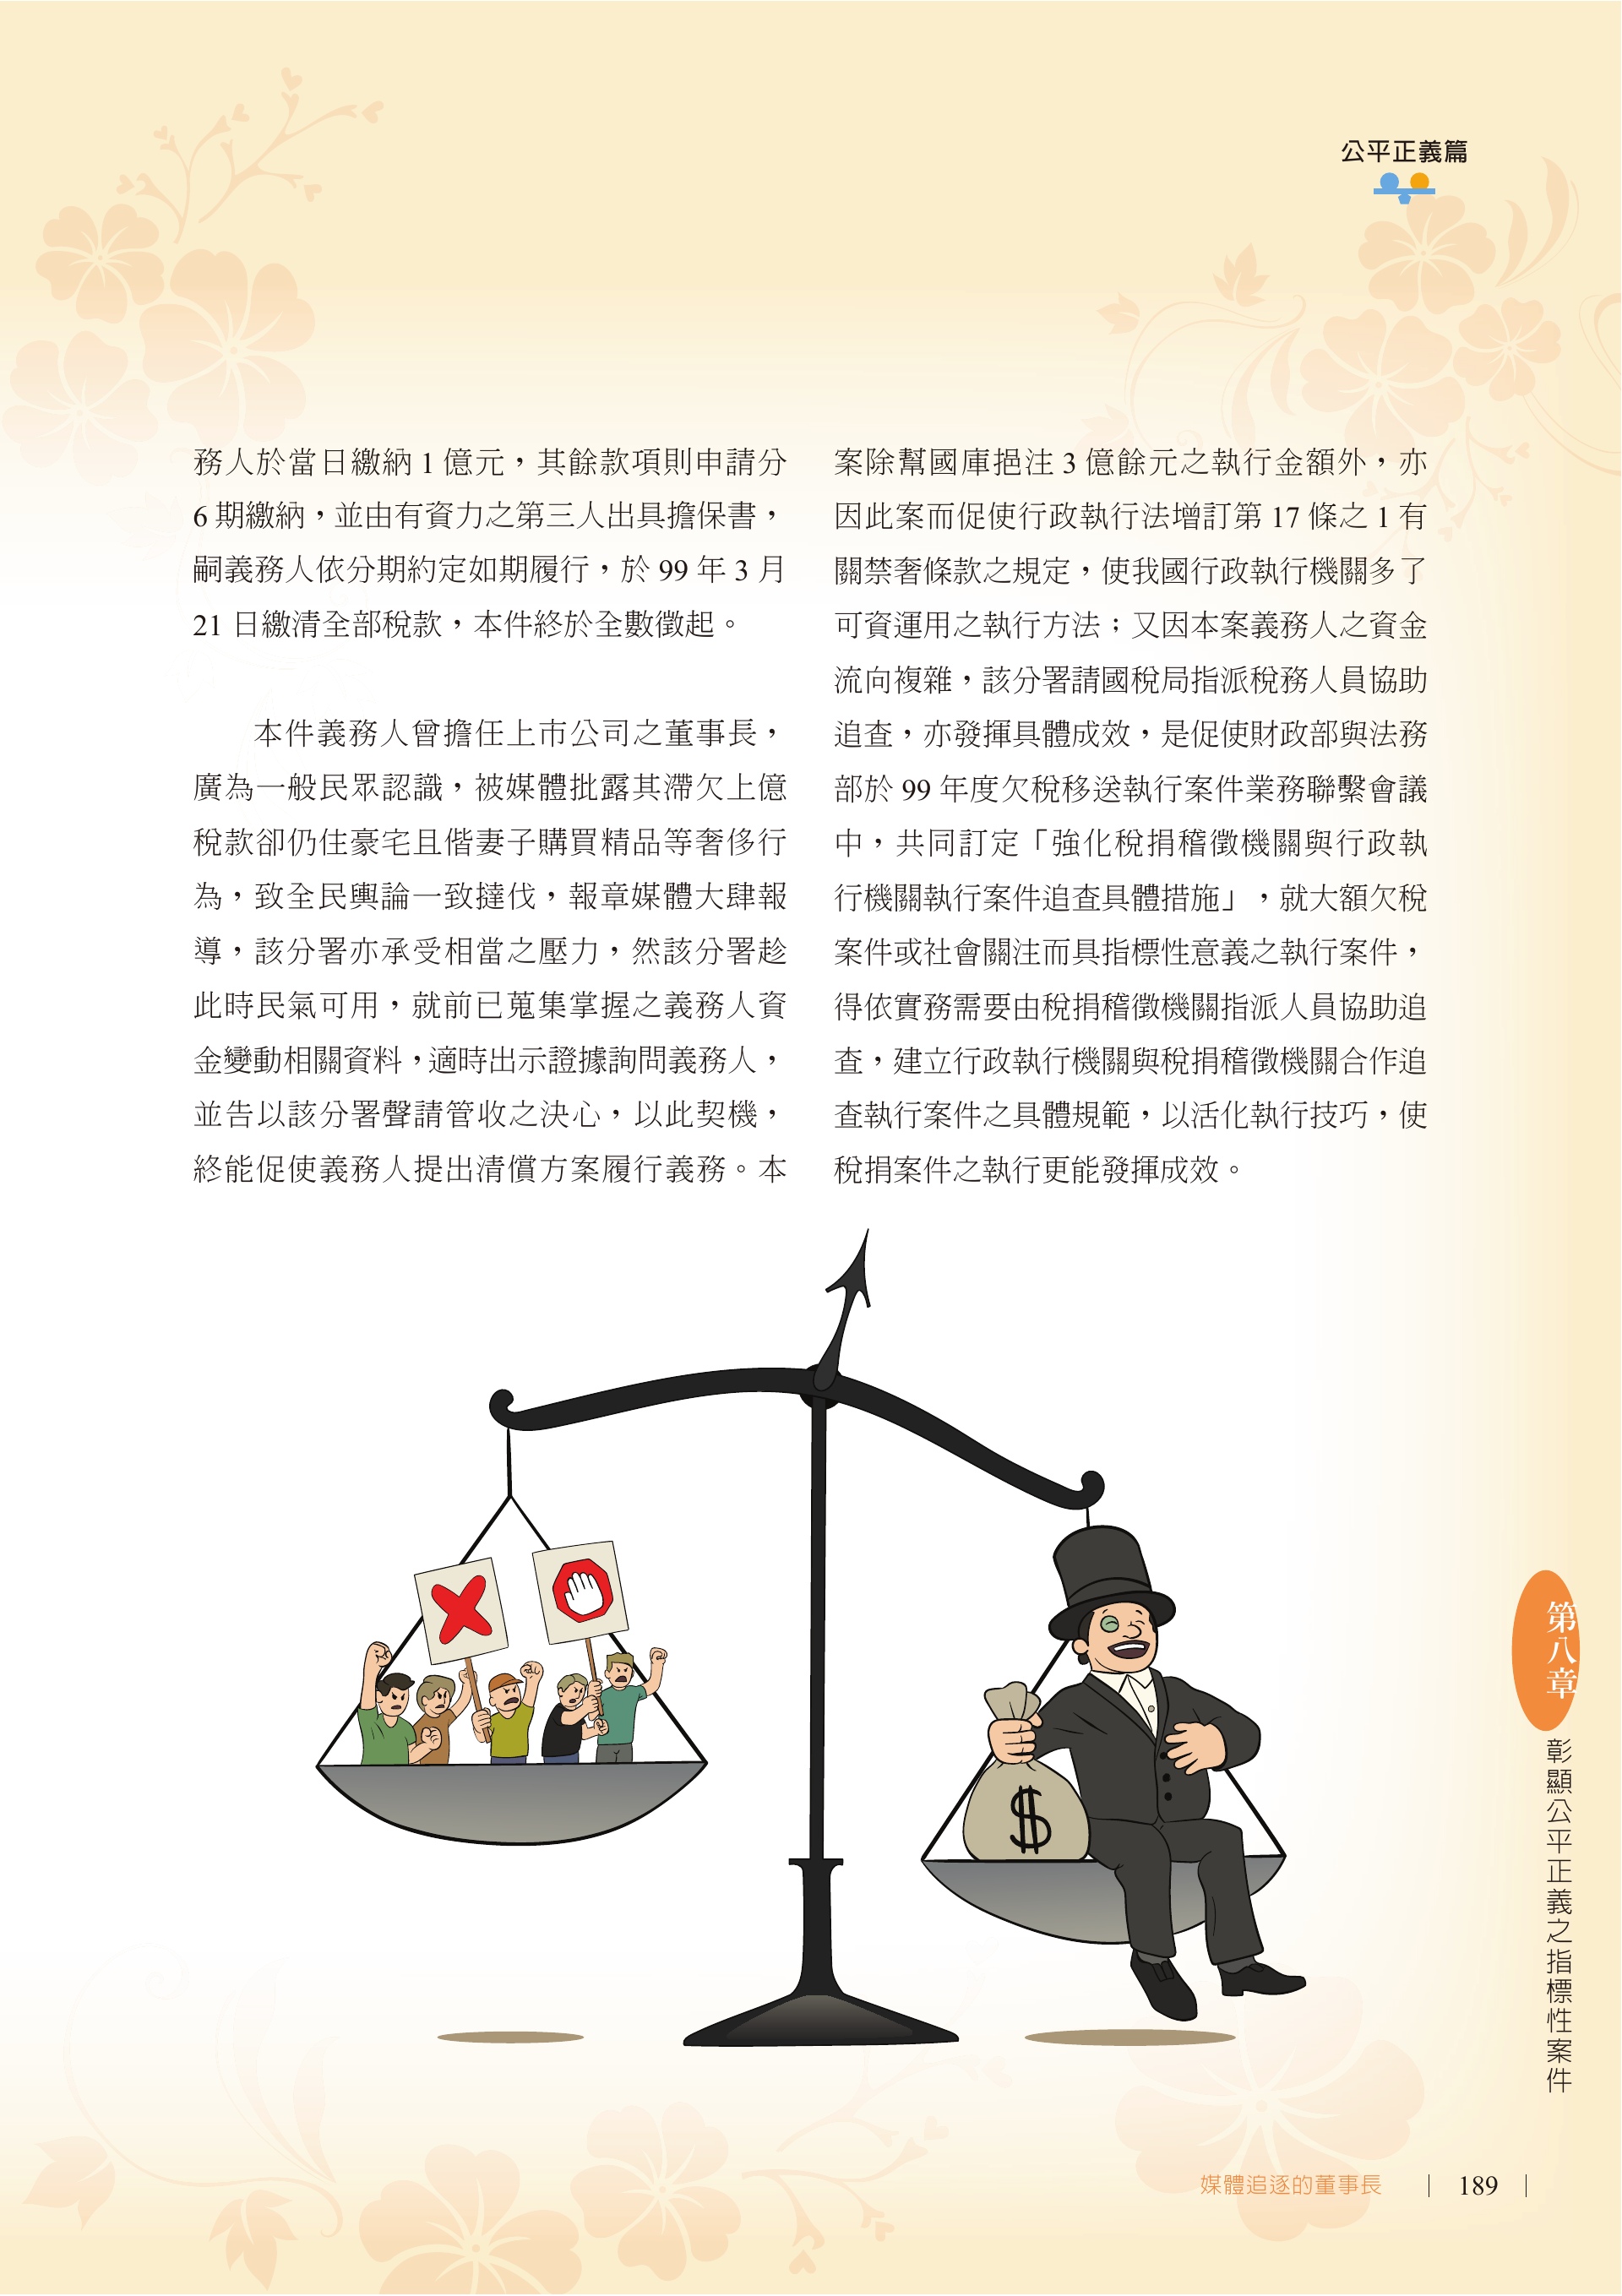 公平正義篇
務人於當日繳納 1 億元，其餘款項則申請分
6 期繳納，並由有資力之第三人出具擔保書，
嗣義務人依分期約定如期履行，於 99 年 3 月
21 日繳清全部稅款，本件終於全數徵起。
本件義務人曾擔任上市公司之董事長，
廣為一般民眾認識，被媒體批露其滯欠上億
稅款卻仍住豪宅且偕妻子購買精品等奢侈行
為，致全民輿論一致撻伐，報章媒體大肆報
導，該分署亦承受相當之壓力，然該分署趁
此時民氣可用，就前已蒐集掌握之義務人資
金變動相關資料，適時出示證據詢問義務人，
並告以該分署聲請管收之決心，以此契機，
終能促使義務人提出清償方案履行義務。本
案除幫國庫挹注 3 億餘元之執行金額外，亦
因此案而促使行政執行法增訂第 17 條之 1 有
關禁奢條款之規定，使我國行政執行機關多了
可資運用之執行方法；又因本案義務人之資金
流向複雜，該分署請國稅局指派稅務人員協助
追查，亦發揮具體成效，是促使財政部與法務
部於 99 年度欠稅移送執行案件業務聯繫會議
中，共同訂定「強化稅捐稽徵機關與行政執
行機關執行案件追查具體措施」，就大額欠稅
案件或社會關注而具指標性意義之執行案件，
得依實務需要由稅捐稽徵機關指派人員協助追
查，建立行政執行機關與稅捐稽徵機關合作追
查執行案件之具體規範，以活化執行技巧，使
稅捐案件之執行更能發揮成效。
$
第八章
彰顯公平正義之指標性案件
媒體追逐的董事長 | 189 |